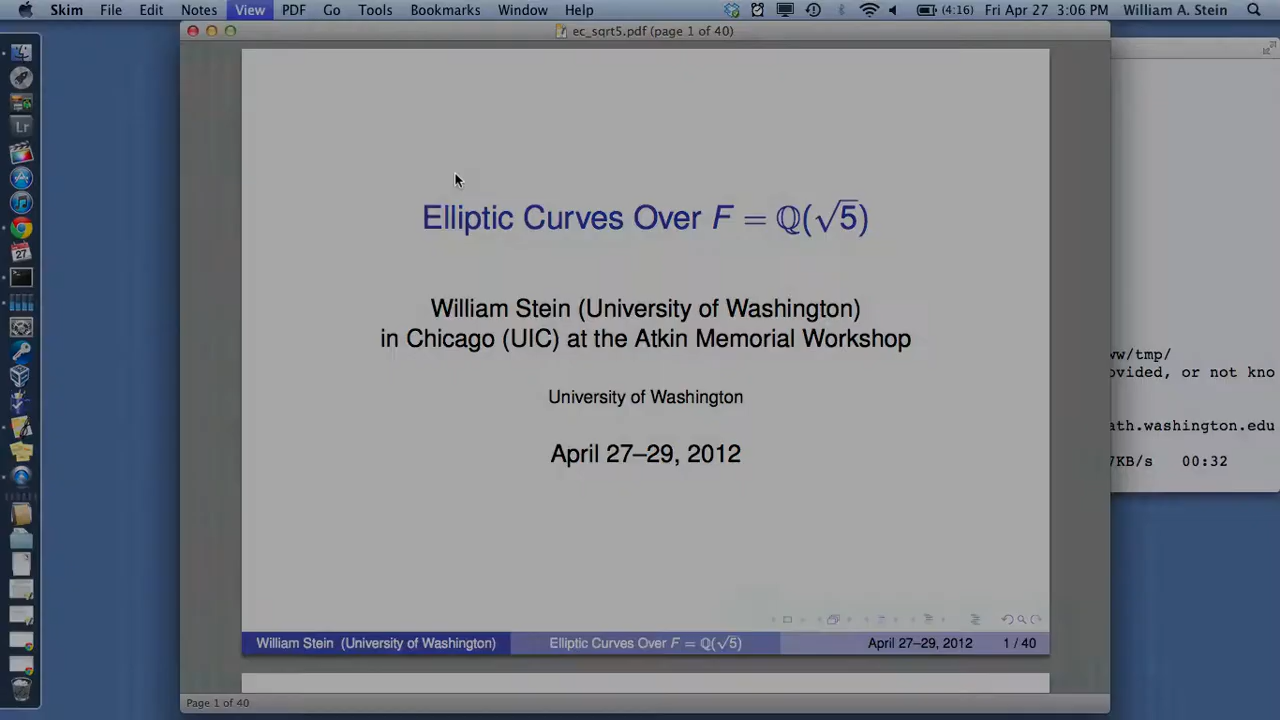 Skim File Edit Notes View PDF Go Tools Bookmarks Window Help (4:16) Fri Apr 27 3:06 PM William A. Stein
ec_sqrt5.pdf (page 1 of 40)
Lr
27
Elliptic Curves Over F = ℚ(√5)
William Stein (University of Washington)
in Chicago (UIC) at the Atkin Memorial Workshop
University of Washington
April 27–29, 2012
ww/tmp/
ovided, or not kno
ath.washington.edu
7KB/s 00:32
William Stein (University of Washington) Elliptic Curves Over F = ℚ(√5) April 27–29, 2012 1 / 40
Page 1 of 40